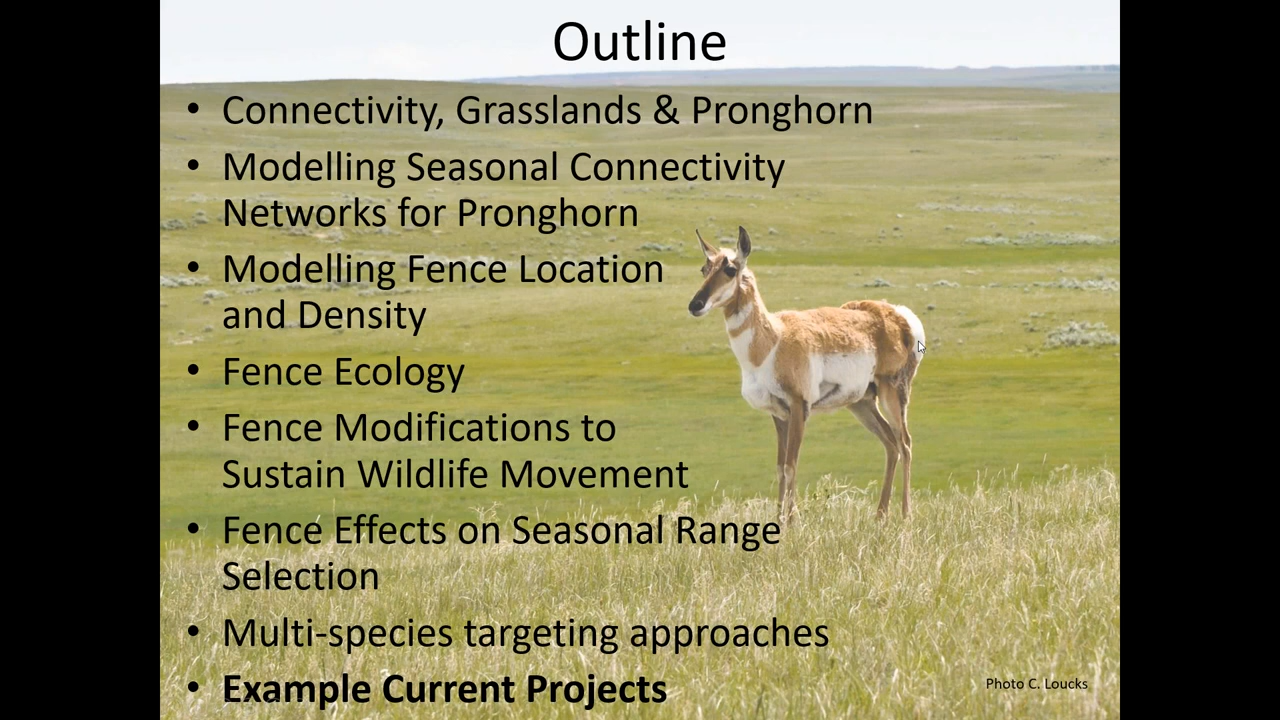 Outline
• Connectivity, Grasslands & Pronghorn
• Modelling Seasonal Connectivity
Networks for Pronghorn
• Modelling Fence Location
and Density
• Fence Ecology
• Fence Modifications to
Sustain Wildlife Movement
• Fence Effects on Seasonal Range
Selection
• Multi-species targeting approaches
• Example Current Projects
Photo C. Loucks